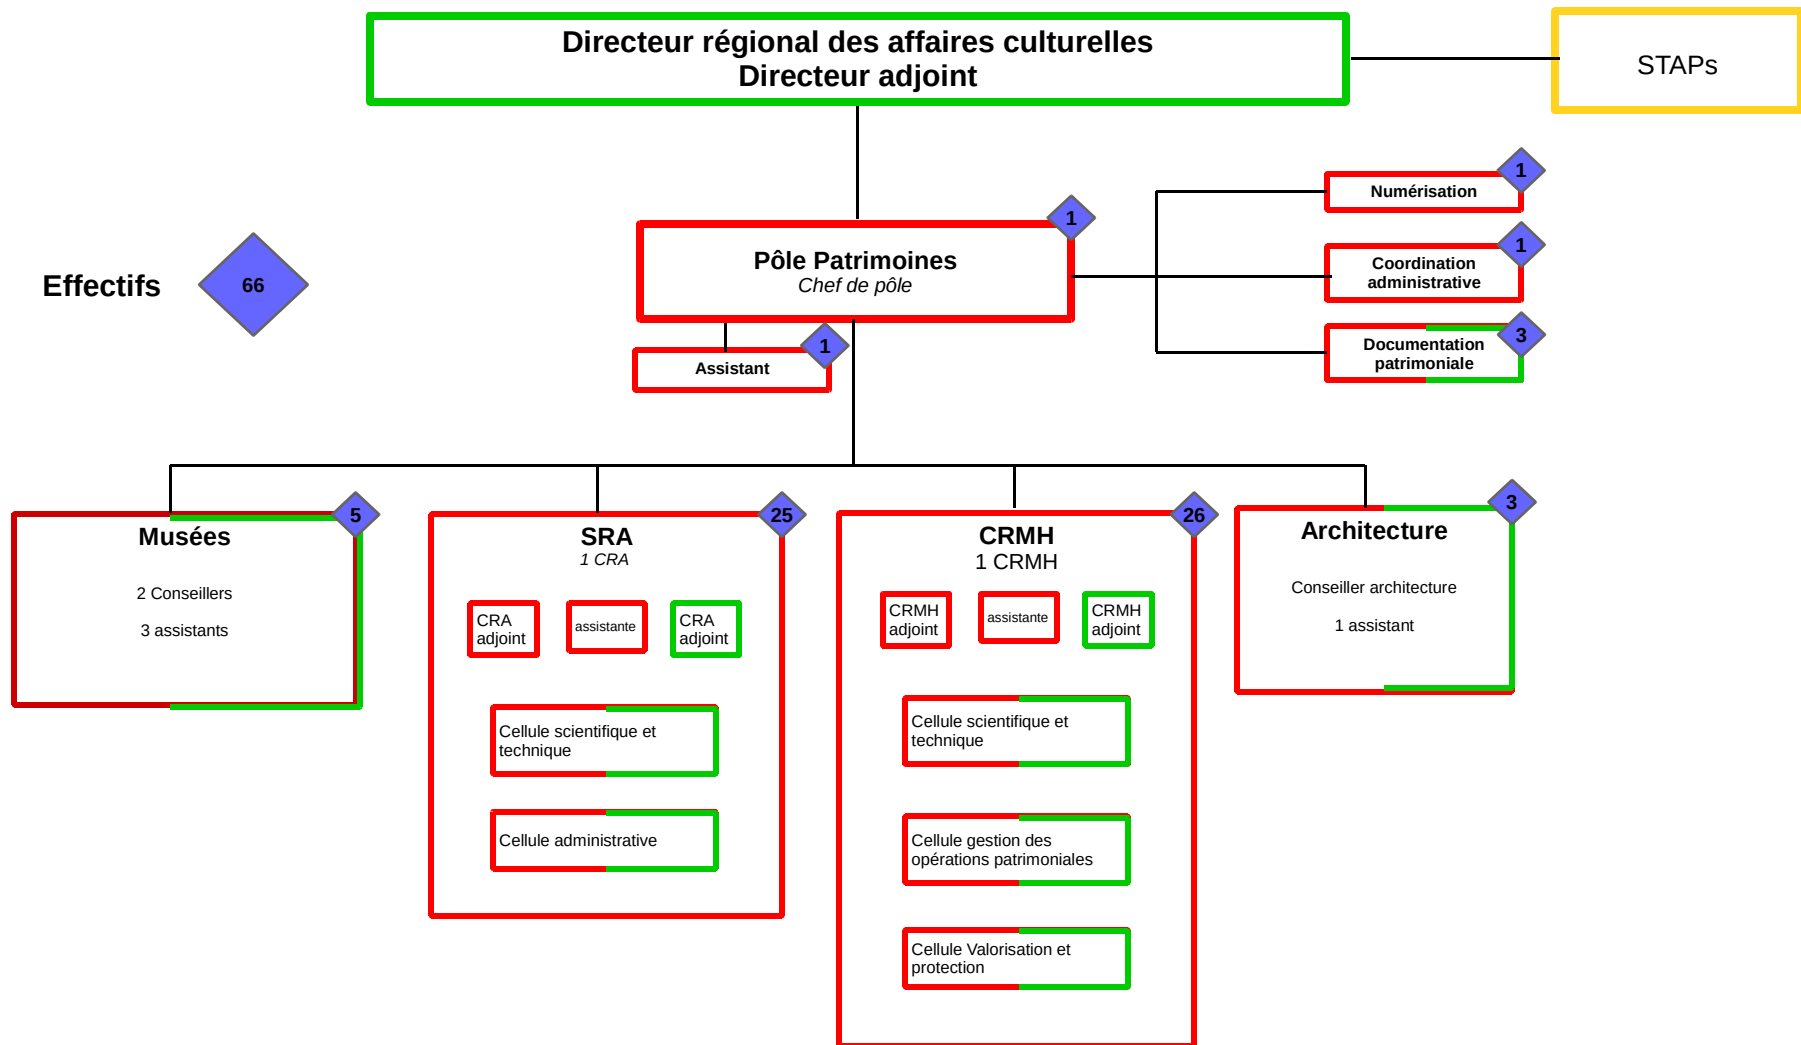 Directeur régional des affaires culturelles
Directeur adjoint
STAPs
1
Numérisation
1
Pôle Patrimoines
Chef de pôle
1
Coordination
administrative
Effectifs
66
3
Documentation
patrimoniale
1
Assistant
5
Musées
2 Conseillers
3 assistants
25
SRA
1 CRA
CRA
adjoint
assistante
CRA
adjoint
Cellule scientifique et
technique
Cellule administrative
26
CRMH
1 CRMH
CRMH
adjoint
assistante
CRMH
adjoint
Cellule scientifique et
technique
Cellule gestion des
opérations patrimoniales
Cellule Valorisation et
protection
3
Architecture
Conseiller architecture
1 assistant